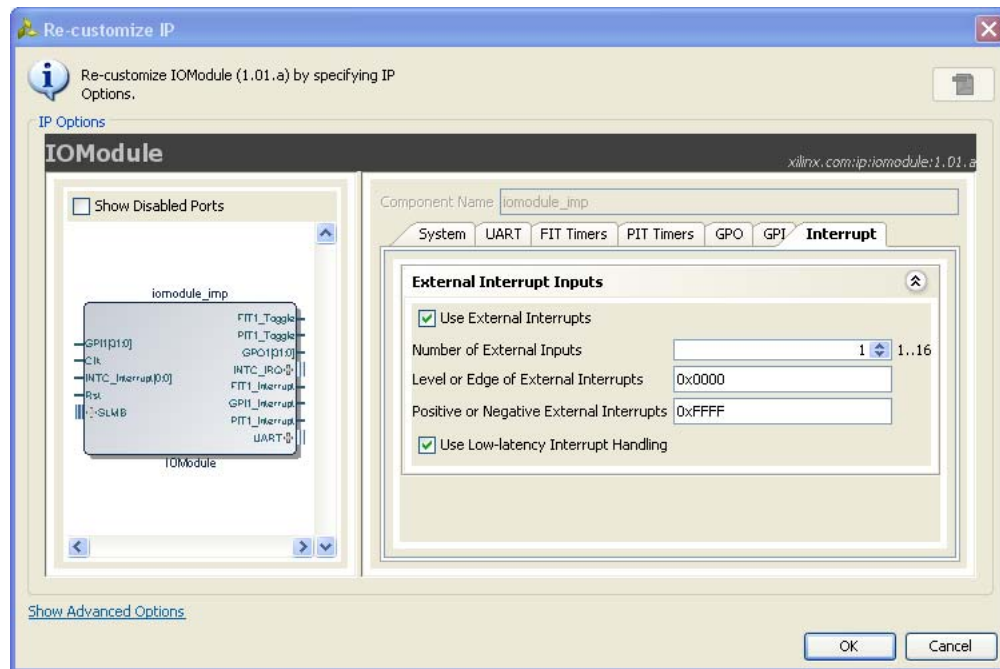 Re-customize IP
Re-customize IOModule (1.01.a) by specifying IP
Options.
IP Options
IOModule
xilinx.com:ip:iomodule:1.01.a
Show Disabled Ports
Component Name iomodule_imp
System UART FIT Timers PIT Timers GPO GPI Interrupt
External Interrupt Inputs
Use External Interrupts
Number of External Inputs 1 1..16
Level or Edge of External Interrupts 0x0000
Positive or Negative External Interrupts 0xFFFF
Use Low-latency Interrupt Handling
iomodule_imp
GPI1[31:0]
Clk
INTC_Interrupt[0:0]
Rst
SLMB
FIT1_Toggle
PIT1_Toggle
GPO1[31:0]
INTC_IRQ
FIT1_Interrupt
GPI1_Interrupt
PIT1_Interrupt
UART
IOModule
Show Advanced Options
OK Cancel